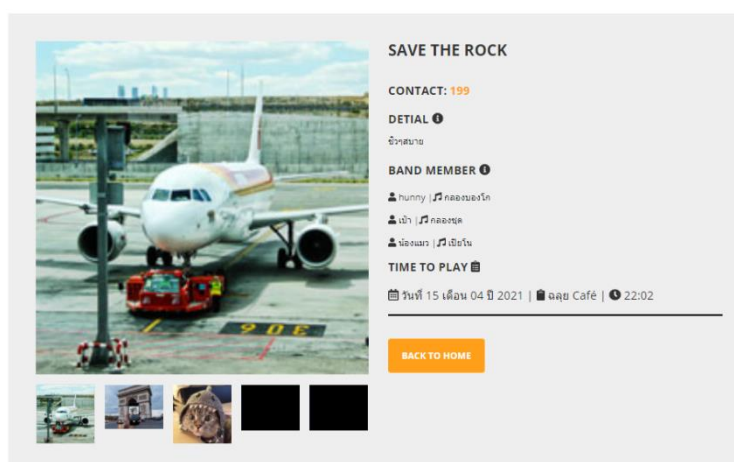 SAVE THE ROCK
CONTACT: 199
DETIAL
ชิวๆสบาย
BAND MEMBER
hunny | กลองบองโก
เป้า | กลองชุด
น้องแมว | เปียโน
TIME TO PLAY
วันที่ 15 เดือน 04 ปี 2021 | ฉลุย Café | 22:02
BACK TO HOME